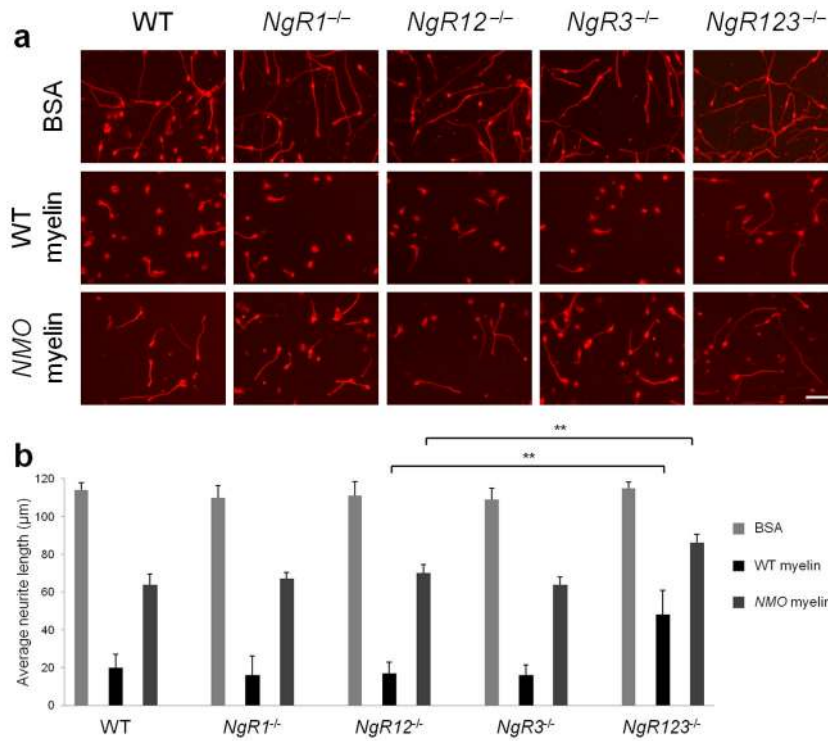 a
WT NgR1⁻/⁻ NgR12⁻/⁻ NgR3⁻/⁻ NgR123⁻/⁻
BSA
WT
myelin
NMO
myelin
b
**
**
Average neurite length (µm)
120
100
80
60
40
20
0
WT NgR1⁻/⁻ NgR12⁻/⁻ NgR3⁻/⁻ NgR123⁻/⁻
BSA
WT myelin
NMO myelin